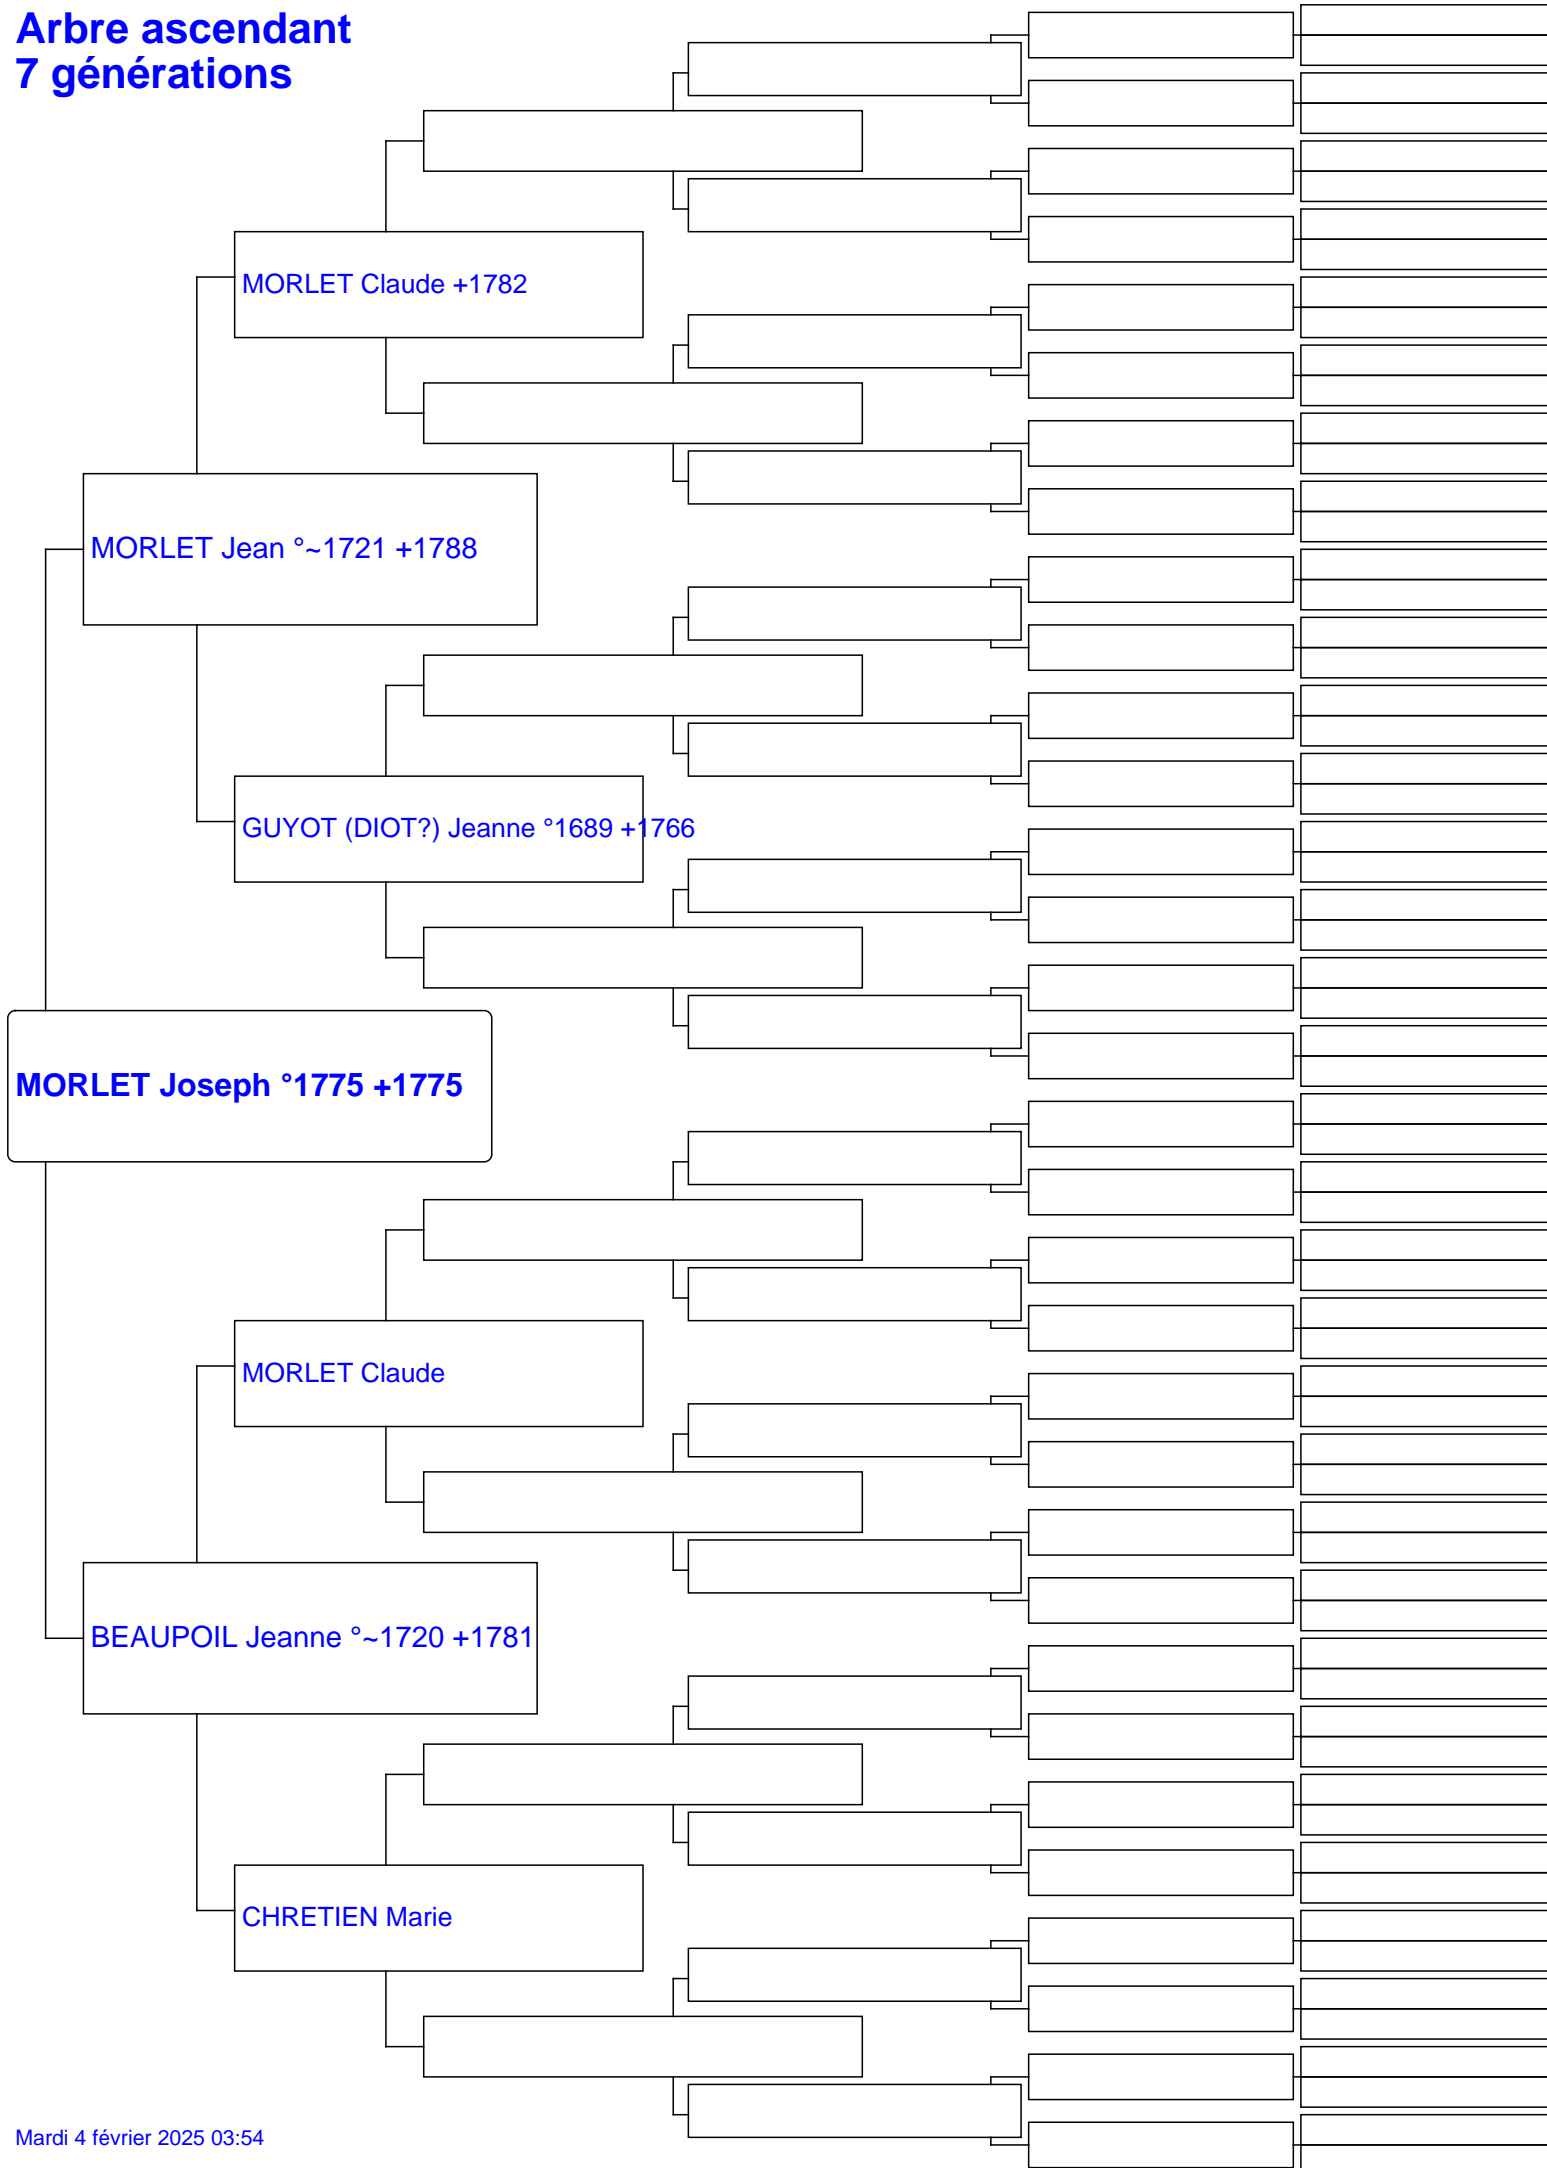 Arbre ascendant
7 générations
MORLET Claude +1782
MORLET Jean °~1721 +1788
GUYOT (DIOT?) Jeanne °1689 +1766
MORLET Joseph °1775 +1775
MORLET Claude
BEAUPOIL Jeanne °~1720 +1781
CHRETIEN Marie
Mardi 4 février 2025 03:54